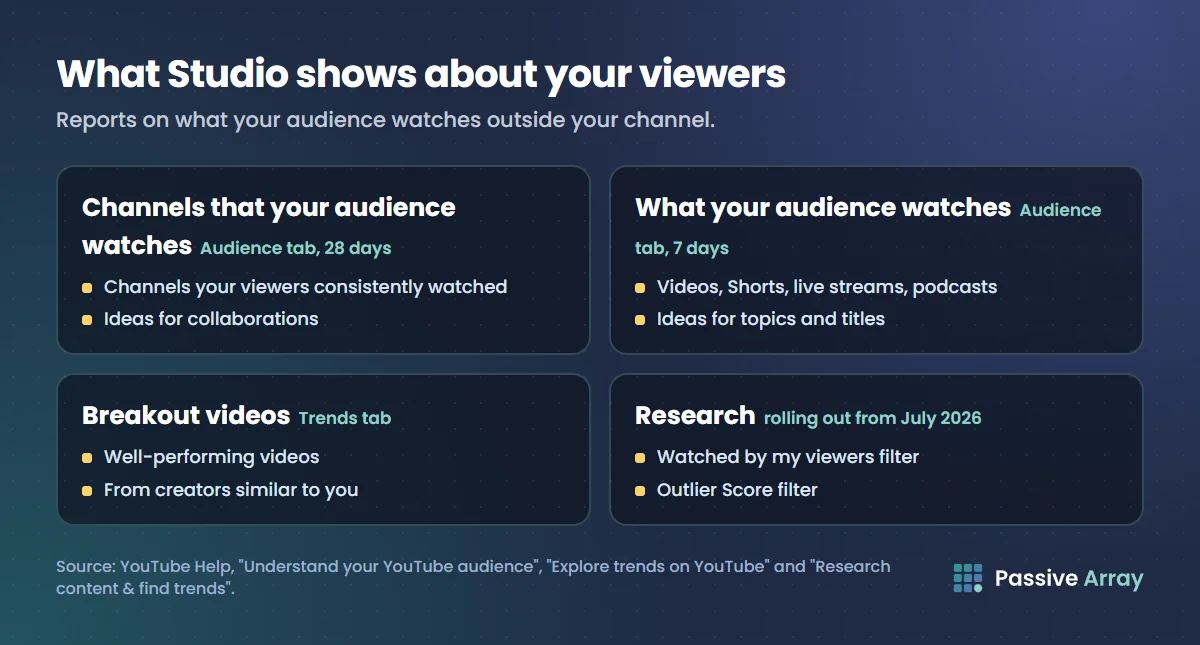 What Studio shows about your viewers
Reports on what your audience watches outside your channel.
Channels that your audience
watches Audience tab, 28 days
Channels your viewers consistently watched
Ideas for collaborations
What your audience watches Audience
tab, 7 days
Videos, Shorts, live streams, podcasts
Ideas for topics and titles
Breakout videos Trends tab
Well-performing videos
From creators similar to you
Research rolling out from July 2026
Watched by my viewers filter
Outlier Score filter
Source: YouTube Help, "Understand your YouTube audience", "Explore trends on YouTube" and "Research
content & find trends".
Passive Array